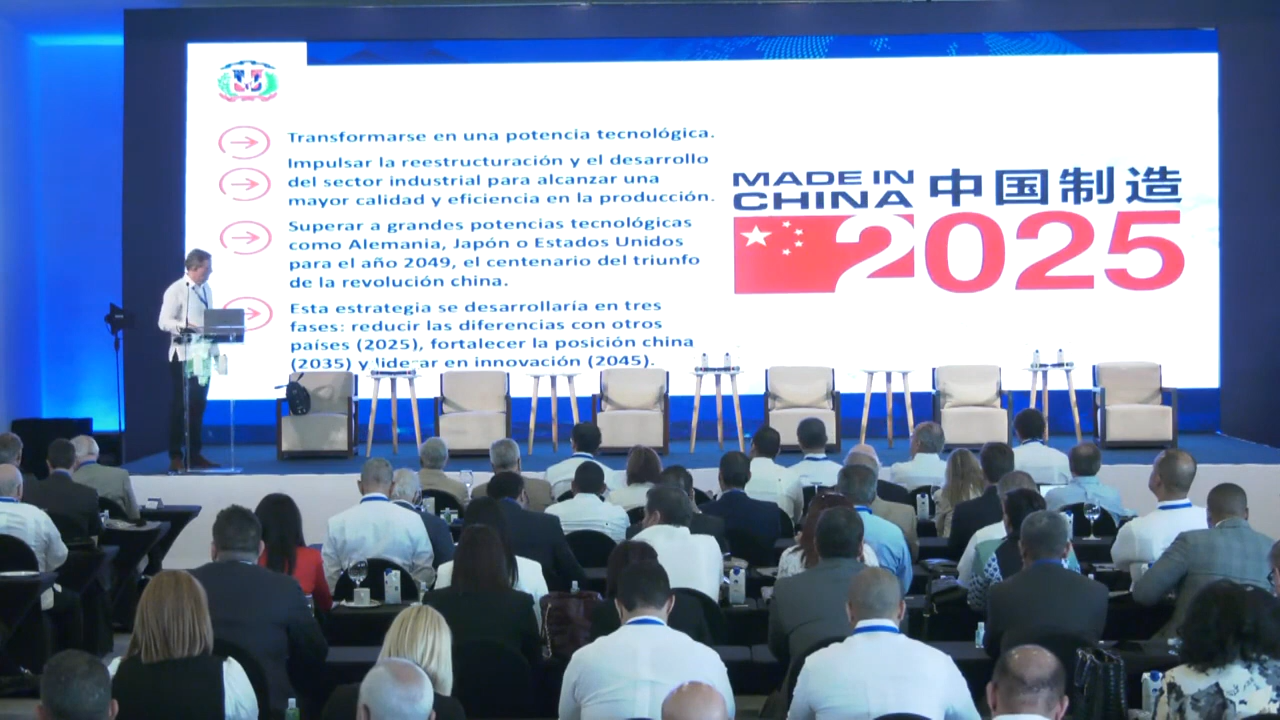 Transformarse en una potencia tecnológica.
Impulsar la reestructuración y el desarrollo
del sector industrial para alcanzar una
mayor calidad y eficiencia en la producción.
Superar a grandes potencias tecnológicas
como Alemania, Japón o Estados Unidos
para el año 2049, el centenario del triunfo
de la revolución china.
Esta estrategia se desarrollaría en tres
fases: reducir las diferencias con otros
países (2025), fortalecer la posición china
(2035) y liderar en innovación (2045).
MADE IN
CHINA
中国制造
2025